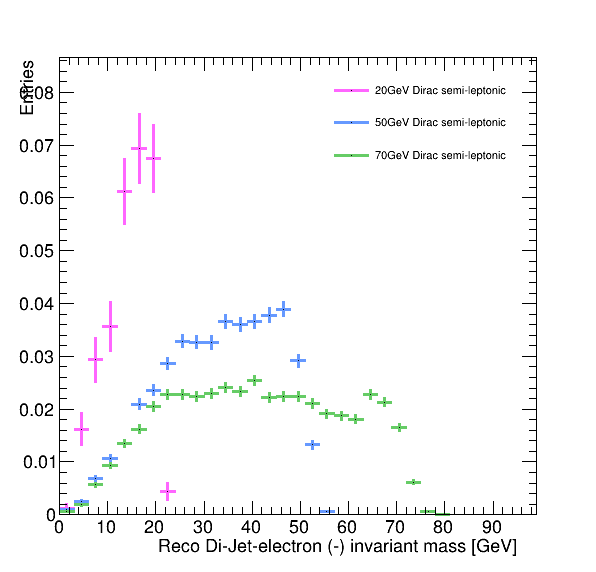 Entries
0.08
0.07
0.06
0.05
0.04
0.03
0.02
0.01
0
20GeV Dirac semi-leptonic
50GeV Dirac semi-leptonic
70GeV Dirac semi-leptonic
0 10 20 30 40 50 60 70 80 90
Reco Di-Jet-electron (-) invariant mass [GeV]